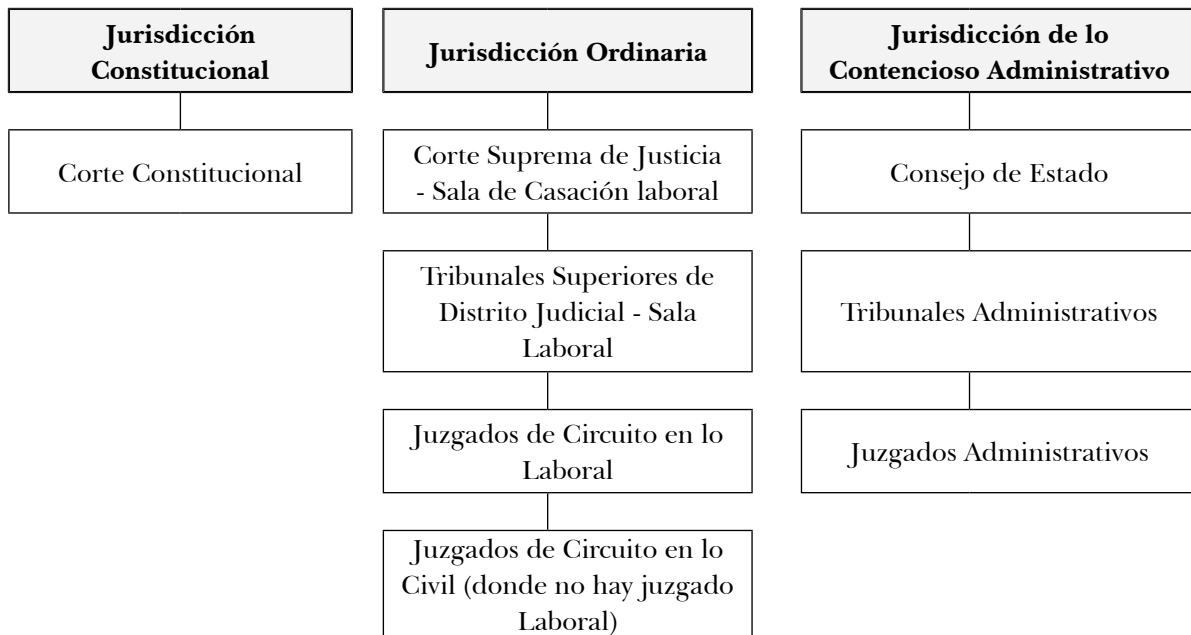 Jurisdicción
Constitucional
Corte Constitucional
Jurisdicción Ordinaria
Corte Suprema de Justicia
- Sala de Casación laboral
Tribunales Superiores de
Distrito Judicial - Sala
Laboral
Juzgados de Circuito en lo
Laboral
Juzgados de Circuito en lo
Civil (donde no hay juzgado
Laboral)
Jurisdicción de lo
Contencioso Administrativo
Consejo de Estado
Tribunales Administrativos
Juzgados Administrativos